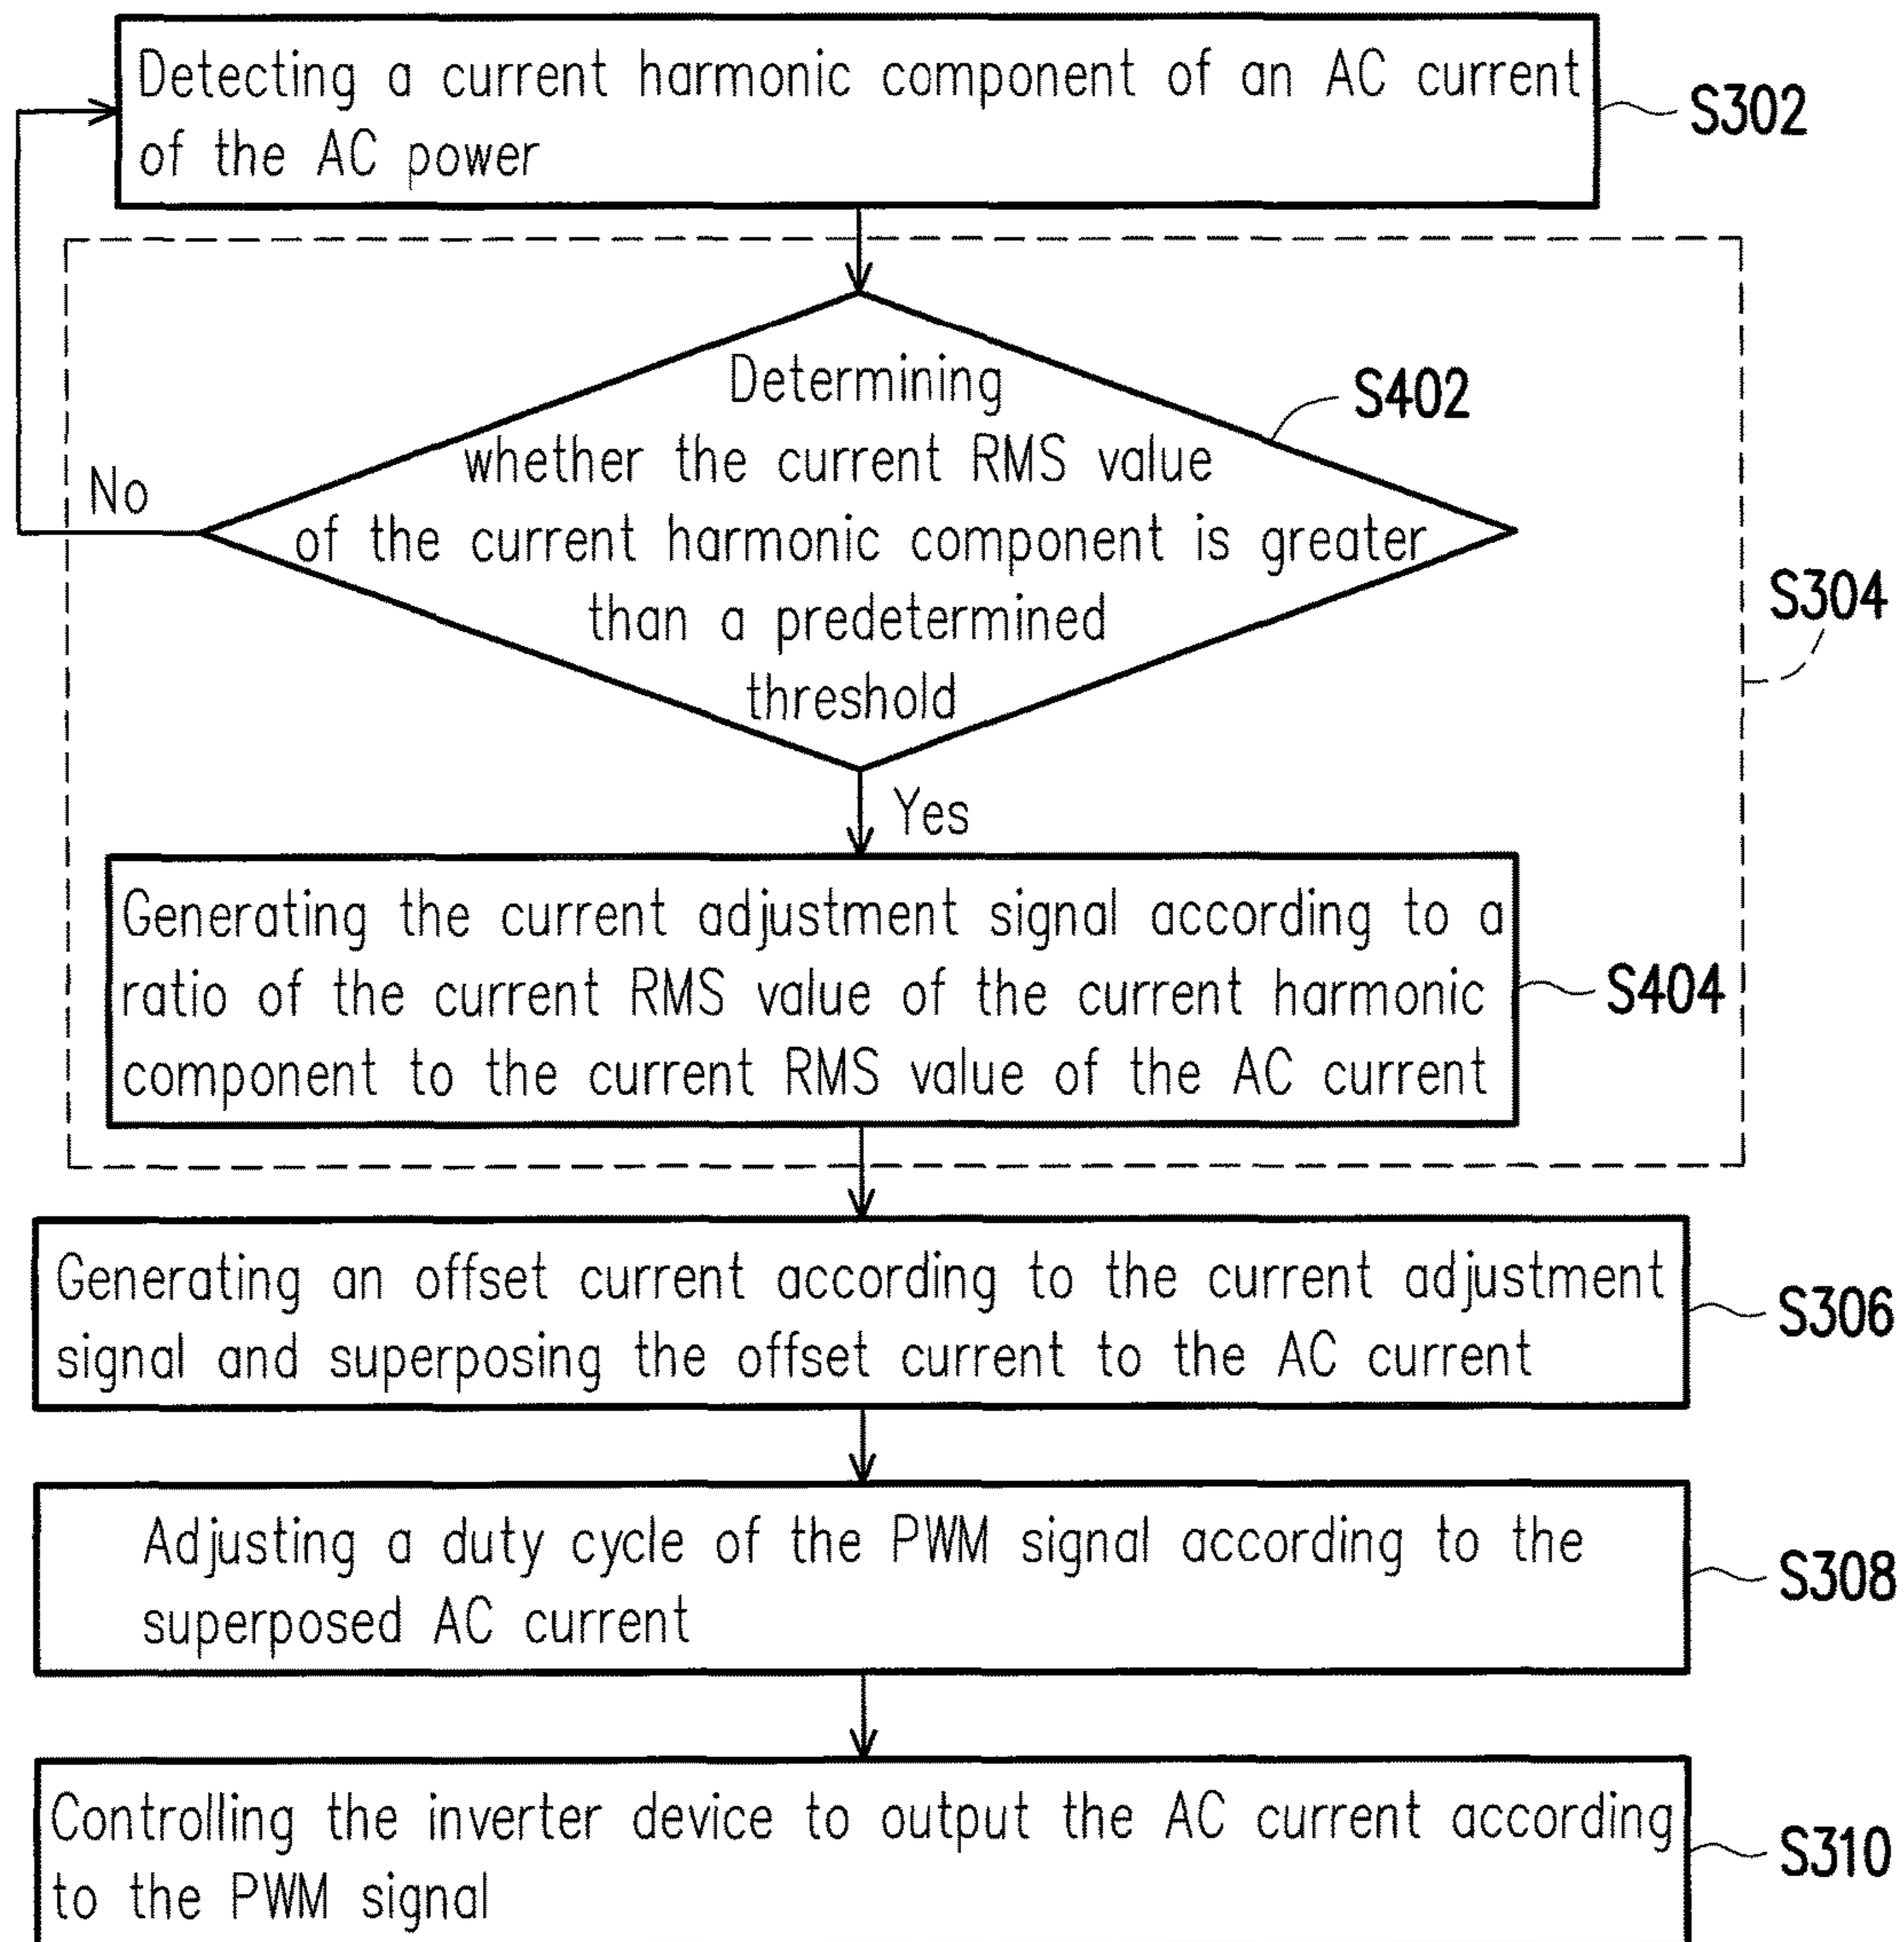 Detecting a current harmonic component of an AC current
of the AC power
S302
Determining
whether the current RMS value
of the current harmonic component is greater
than a predetermined
threshold
S402
No
S304
Yes
Generating the current adjustment signal according to a
ratio of the current RMS value of the current harmonic
component to the current RMS value of the AC current
S404
Generating an offset current according to the current adjustment
signal and superposing the offset current to the AC current
S306
Adjusting a duty cycle of the PWM signal according to the
superposed AC current
S308
Controlling the inverter device to output the AC current according
to the PWM signal
S310